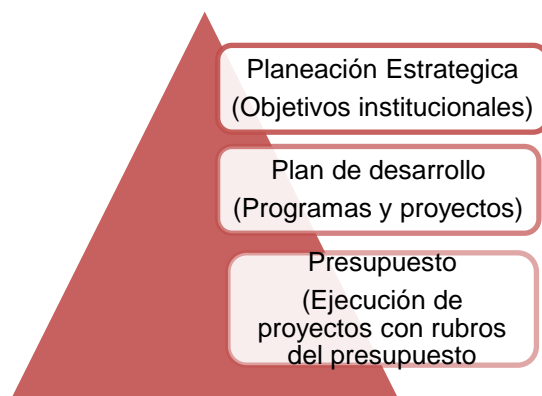 Planeación Estrategica
(Objetivos institucionales)
Plan de desarrollo
(Programas y proyectos)
Presupuesto
(Ejecución de
proyectos con rubros
del presupuesto